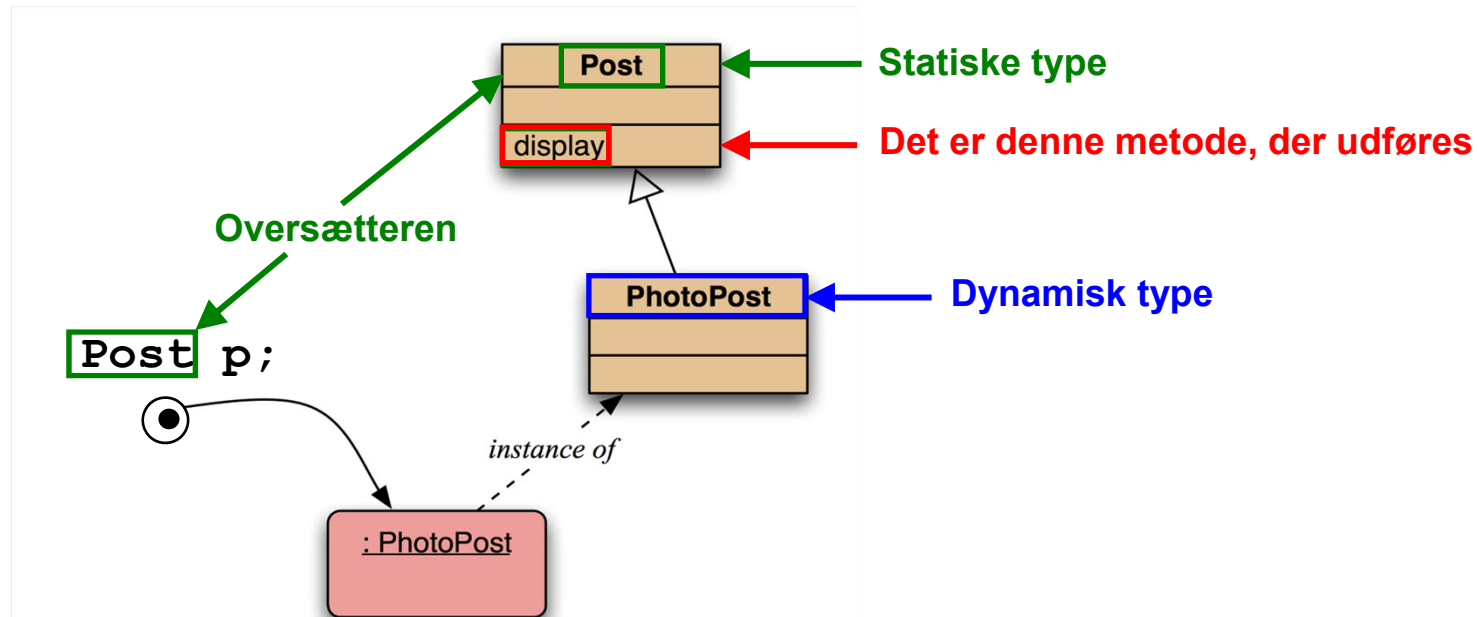 Post
Statiske type
display
Det er denne metode, der udføres
Oversætteren
PhotoPost
Dynamisk type
Post p;
instance of
: PhotoPost